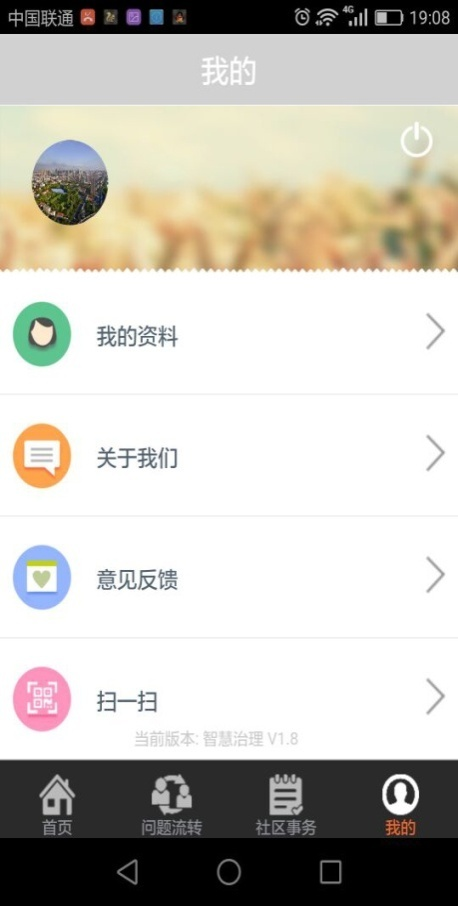 中国联通 4G 19:08
我的
我的资料
关于我们
意见反馈
扫一扫
当前版本: 智慧治理 V1.8
首页 问题流转 社区事务 我的